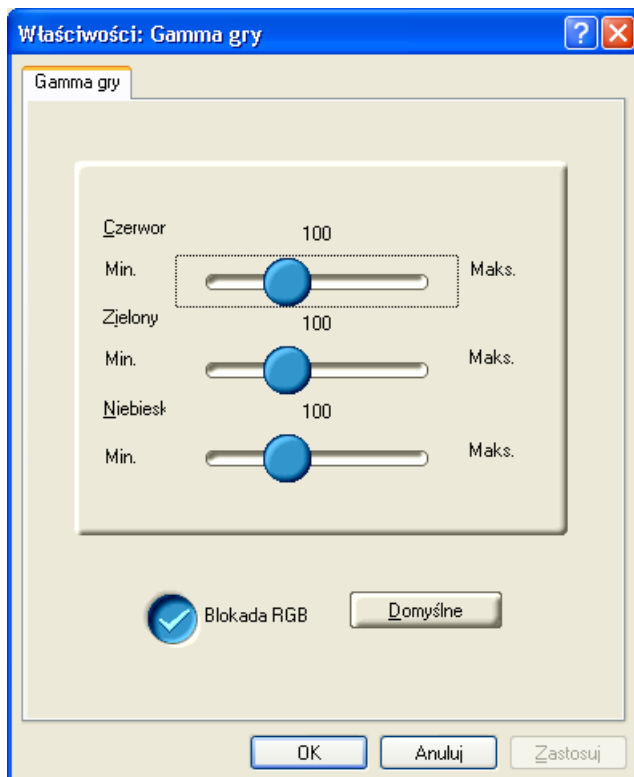 Właściwości: Gamma gry
Gamma gry
Czerwor
100
Min.
Maks.
Zielony
100
Min.
Maks.
Niebiesk
100
Min.
Maks.
Blokada RGB
Domyślne
OK
Anuluj
Zastosuj